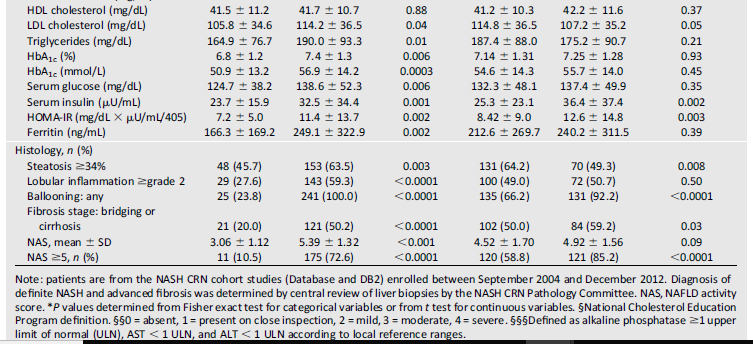 HDL cholesterol (mg/dL) 41.5 ± 11.2 41.7 ± 10.7 0.88 41.2 ± 10.3 42.2 ± 11.6 0.37
LDL cholesterol (mg/dL) 105.8 ± 34.6 114.2 ± 36.5 0.04 114.8 ± 36.5 107.2 ± 35.2 0.05
Triglycerides (mg/dL) 164.9 ± 76.7 190.0 ± 93.3 0.01 187.4 ± 88.0 175.2 ± 90.7 0.21
HbA1c (%) 6.8 ± 1.2 7.4 ± 1.3 0.006 7.14 ± 1.31 7.25 ± 1.28 0.93
HbA1c (mmol/L) 50.9 ± 13.2 56.9 ± 14.2 0.0003 54.6 ± 14.3 55.7 ± 14.0 0.45
Serum glucose (mg/dL) 124.7 ± 38.2 138.6 ± 52.3 0.006 132.3 ± 48.1 137.4 ± 49.9 0.35
Serum insulin (μU/mL) 23.7 ± 15.9 32.5 ± 34.4 0.001 25.3 ± 23.1 36.4 ± 37.4 0.002
HOMA-IR (mg/dL × μU/mL/405) 7.2 ± 5.0 11.4 ± 13.7 0.002 8.42 ± 9.0 12.6 ± 14.8 0.003
Ferritin (ng/mL) 166.3 ± 169.2 249.1 ± 322.9 0.002 212.6 ± 269.7 240.2 ± 311.5 0.39
Histology, n (%)
Steatosis ≥34% 48 (45.7) 153 (63.5) 0.003 131 (64.2) 70 (49.3) 0.008
Lobular inflammation ≥grade 2 29 (27.6) 143 (59.3) <0.0001 100 (49.0) 72 (50.7) 0.50
Ballooning: any 25 (23.8) 241 (100.0) <0.0001 135 (66.2) 131 (92.2) <0.0001
Fibrosis stage: bridging or
cirrhosis 21 (20.0) 121 (50.2) <0.0001 102 (50.0) 84 (59.2) 0.03
NAS, mean ± SD 3.06 ± 1.12 5.39 ± 1.32 <0.001 4.52 ± 1.70 4.92 ± 1.56 0.09
NAS ≥5, n (%) 11 (10.5) 175 (72.6) <0.0001 120 (58.8) 121 (85.2) <0.0001
Note: patients are from the NASH CRN cohort studies (Database and DB2) enrolled between September 2004 and December 2012. Diagnosis of
definite NASH and advanced fibrosis was determined by central review of liver biopsies by the NASH CRN Pathology Committee. NAS, NAFLD activity
score. *P values determined from Fisher exact test for categorical variables or from t test for continuous variables. §National Cholesterol Education
Program definition. §§0 = absent, 1 = present on close inspection, 2 = mild, 3 = moderate, 4 = severe. §§§Defined as alkaline phosphatase ≥1 upper
limit of normal (ULN), AST < 1 ULN, and ALT < 1 ULN according to local reference ranges.